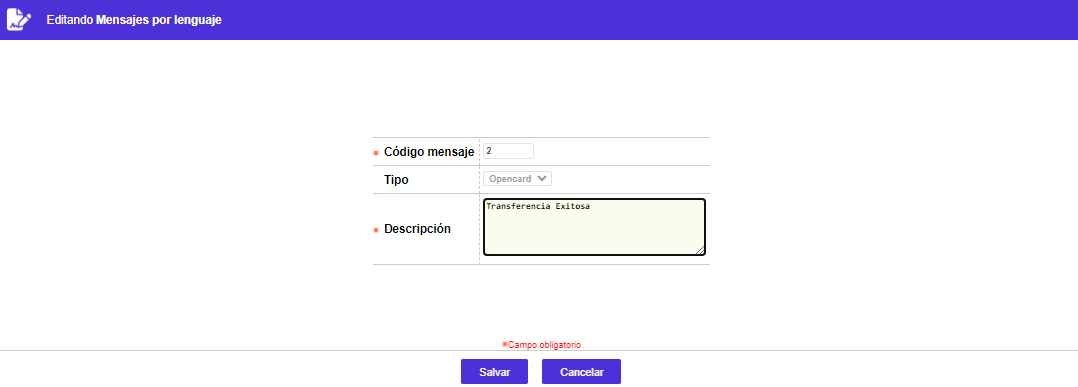 Editando Mensajes por lenguaje
* Código mensaje 2
Tipo Opencard
* Descripción Transferencia Exitosa
*Campo obligatorio
Salvar Cancelar